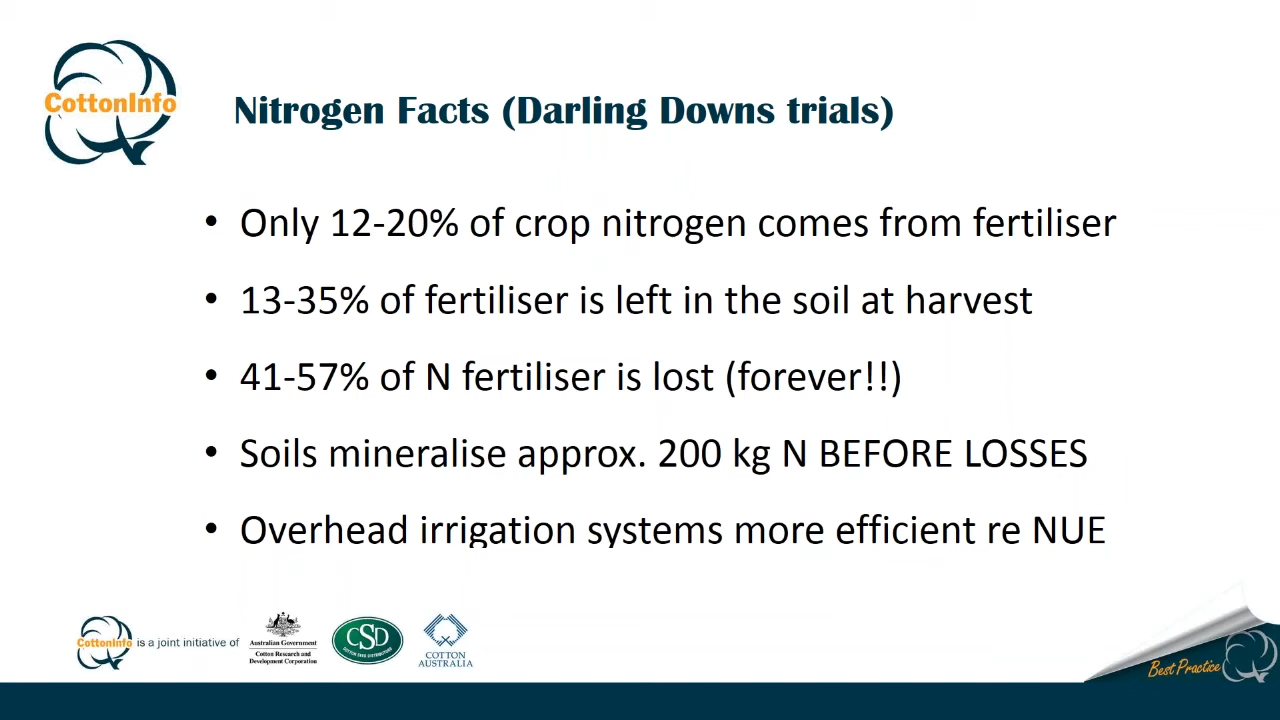 CottonInfo
Nitrogen Facts (Darling Downs trials)
• Only 12-20% of crop nitrogen comes from fertiliser
• 13-35% of fertiliser is left in the soil at harvest
• 41-57% of N fertiliser is lost (forever!!)
• Soils mineralise approx. 200 kg N BEFORE LOSSES
• Overhead irrigation systems more efficient re NUE
CottonInfo is a joint initiative of
Australian Government
Cotton Research and
Development Corporation
CSD
COTTON SEED DISTRIBUTORS
COTTON
AUSTRALIA
Best Practice